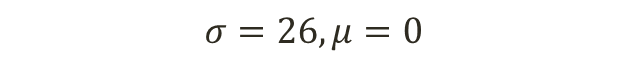 σ = 26, μ = 0